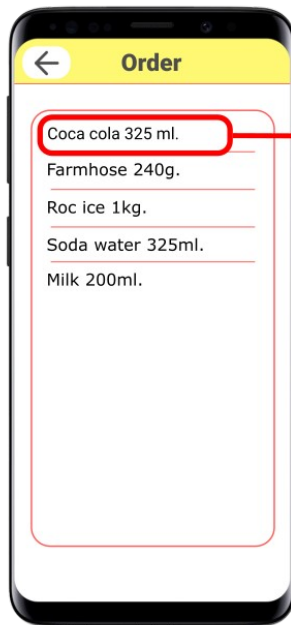 Order
Coca cola 325 ml.
Farmhose 240g.
Roc ice 1kg.
Soda water 325ml.
Milk 200ml.